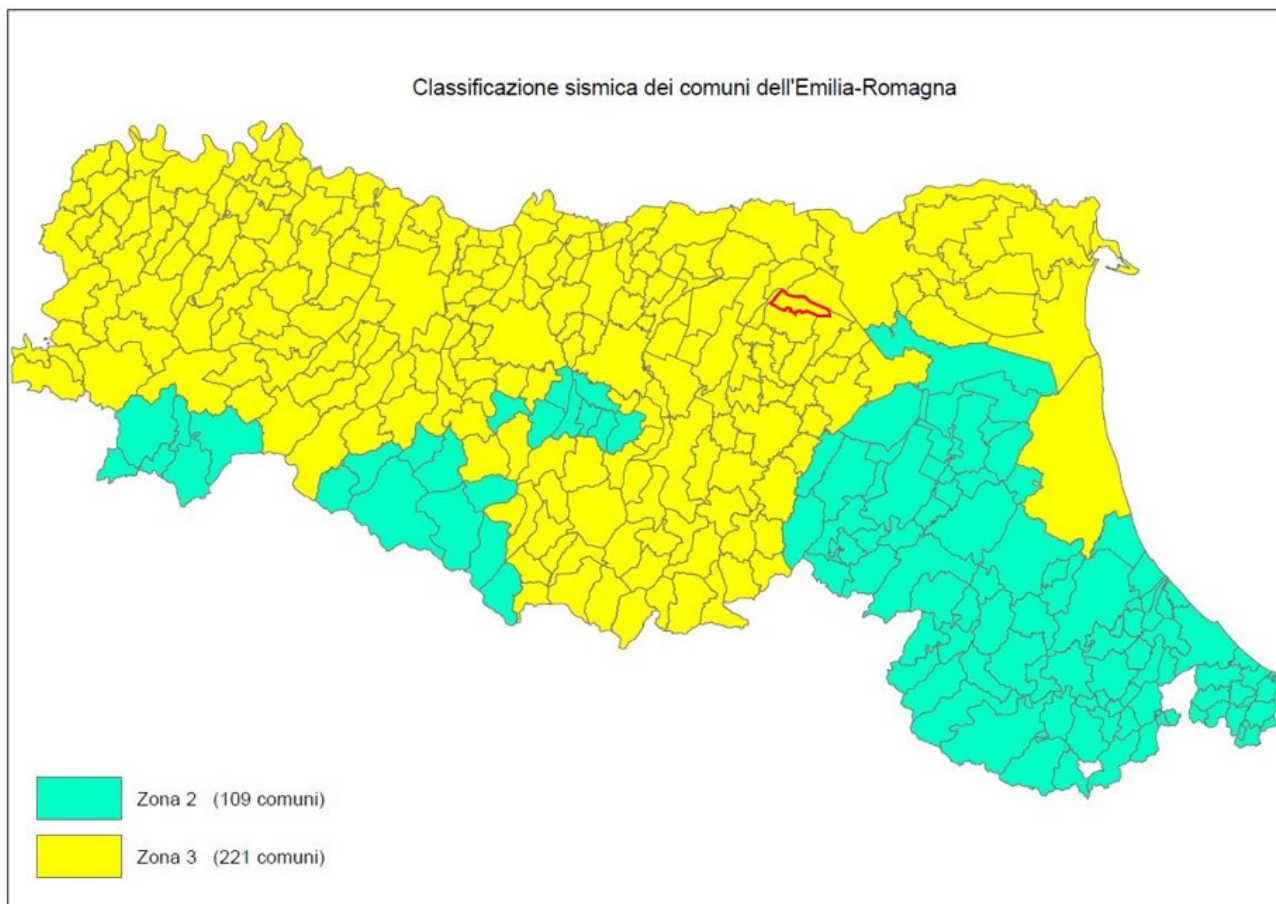 Classificazione sismica dei comuni dell'Emilia-Romagna
Zona 2 (109 comuni)
Zona 3 (221 comuni)